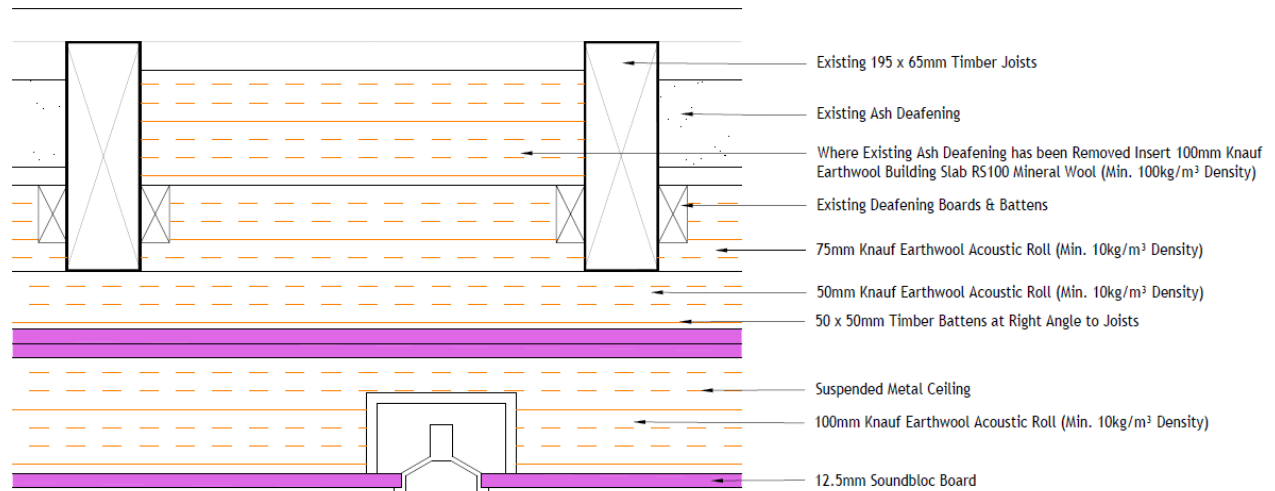 Existing 195 x 65mm Timber Joists
Existing Ash Deafening
Where Existing Ash Deafening has been Removed Insert 100mm Knauf
Earthwool Building Slab RS100 Mineral Wool (Min. 100kg/m³ Density)
Existing Deafening Boards & Battens
75mm Knauf Earthwool Acoustic Roll (Min. 10kg/m³ Density)
50mm Knauf Earthwool Acoustic Roll (Min. 10kg/m³ Density)
50 x 50mm Timber Battens at Right Angle to Joists
Suspended Metal Ceiling
100mm Knauf Earthwool Acoustic Roll (Min. 10kg/m³ Density)
12.5mm Soundbloc Board